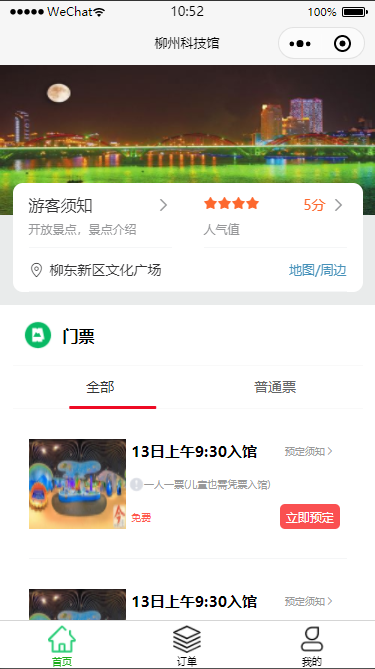 WeChat 10:52 100%
柳州科技馆
游客须知
5分
开放景点，景点介绍
人气值
柳东新区文化广场
地图/周边
门票
全部
普通票
13日上午9:30入馆
预定须知
一人一票(儿童也需凭票入馆)
免费
立即预定
13日上午9:30入馆
预定须知
首页
订单
我的